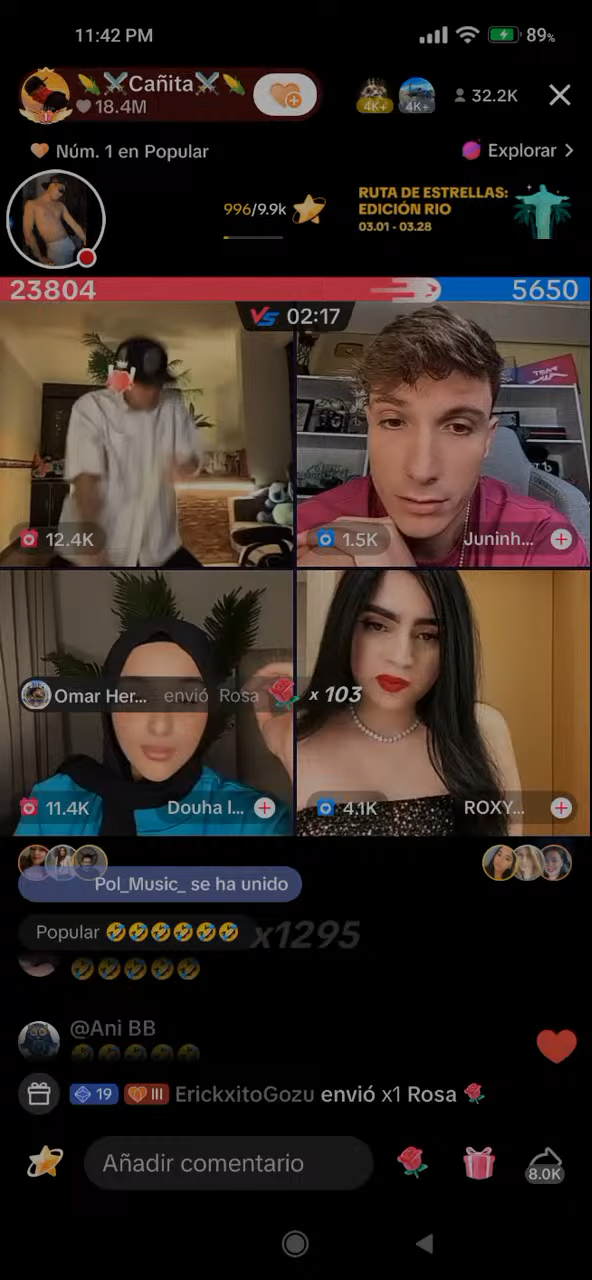 11:42 PM
89%
🌽⚔️Cañita⚔️🌽
18.4M
4K+
4K+
32.2K
Núm. 1 en Popular
Explorar
996/9.9k
RUTA DE ESTRELLAS:
EDICIÓN RIO
03.01 - 03.28
23804
5650
VS 02:17
12.4K
1.5K
Juninh...
Omar Her... envió Rosa x 103
11.4K
Douha l...
4.1K
ROXY...
Pol_Music_ se ha unido
Popular 🤣🤣🤣🤣🤣🤣
x1295
🤣🤣🤣🤣🤣
@Ani BB
🤣🤣🤣🤣🤣
19 III ErickxitoGozu envió x1 Rosa 🌹
Añadir comentario
8.0K